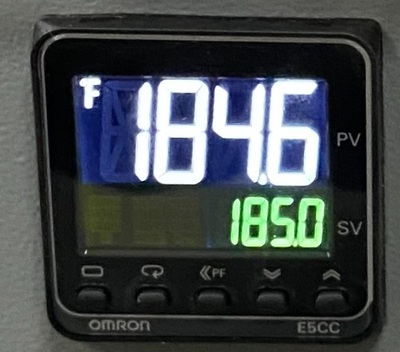 °F 184.6 PV
185.0 SV
PF
OMRON E5CC